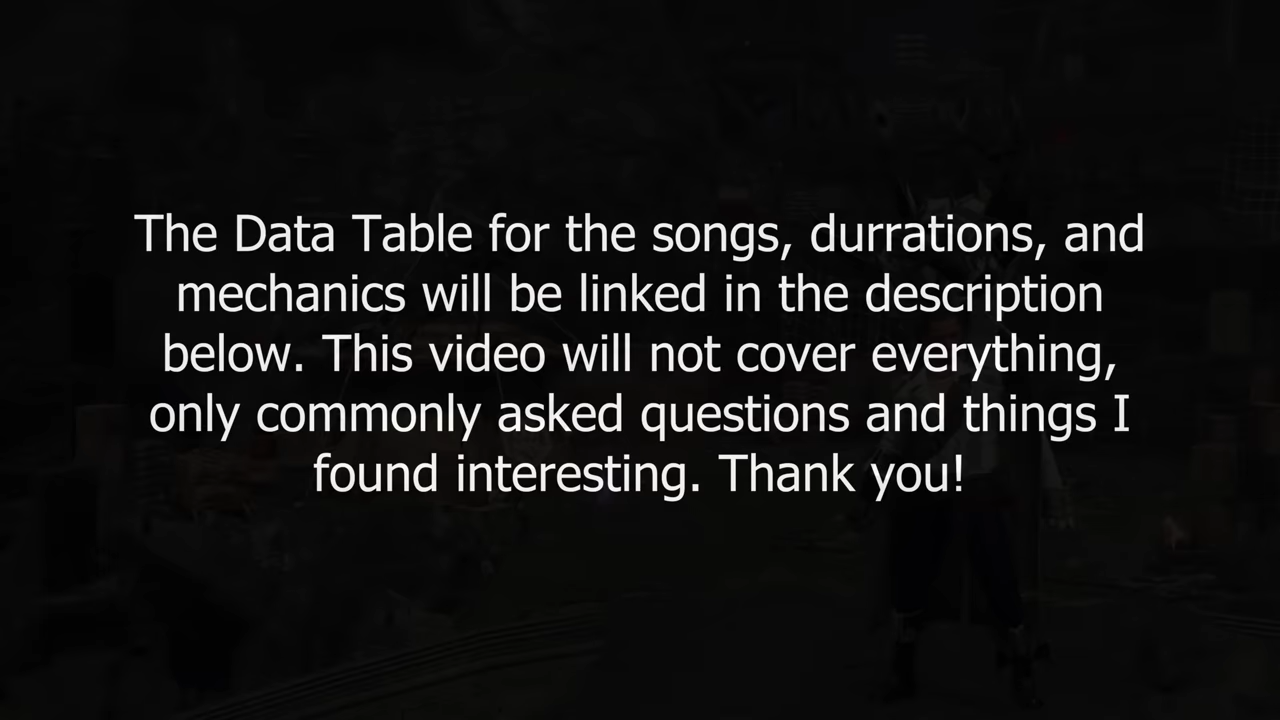 The Data Table for the songs, durrations, and
mechanics will be linked in the description
below. This video will not cover everything,
only commonly asked questions and things I
found interesting. Thank you!